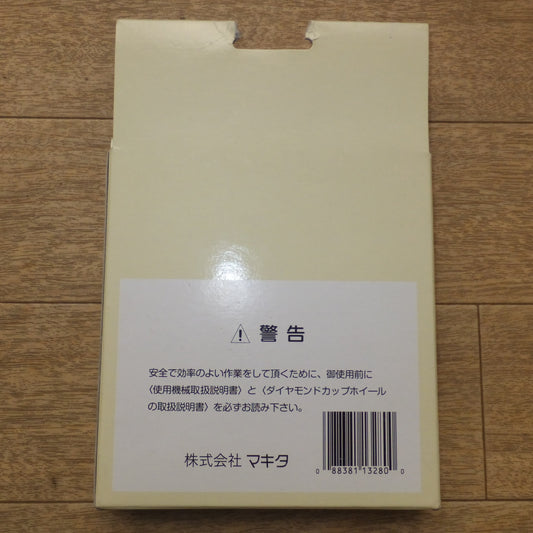 警告
安全で効率のよい作業をして頂くために、御使用前に
〈使用機械取扱説明書〉と〈ダイヤモンドカップホイール
の取扱説明書〉を必ずお読み下さい。
株式会社 マキタ
0 88381 13280 0